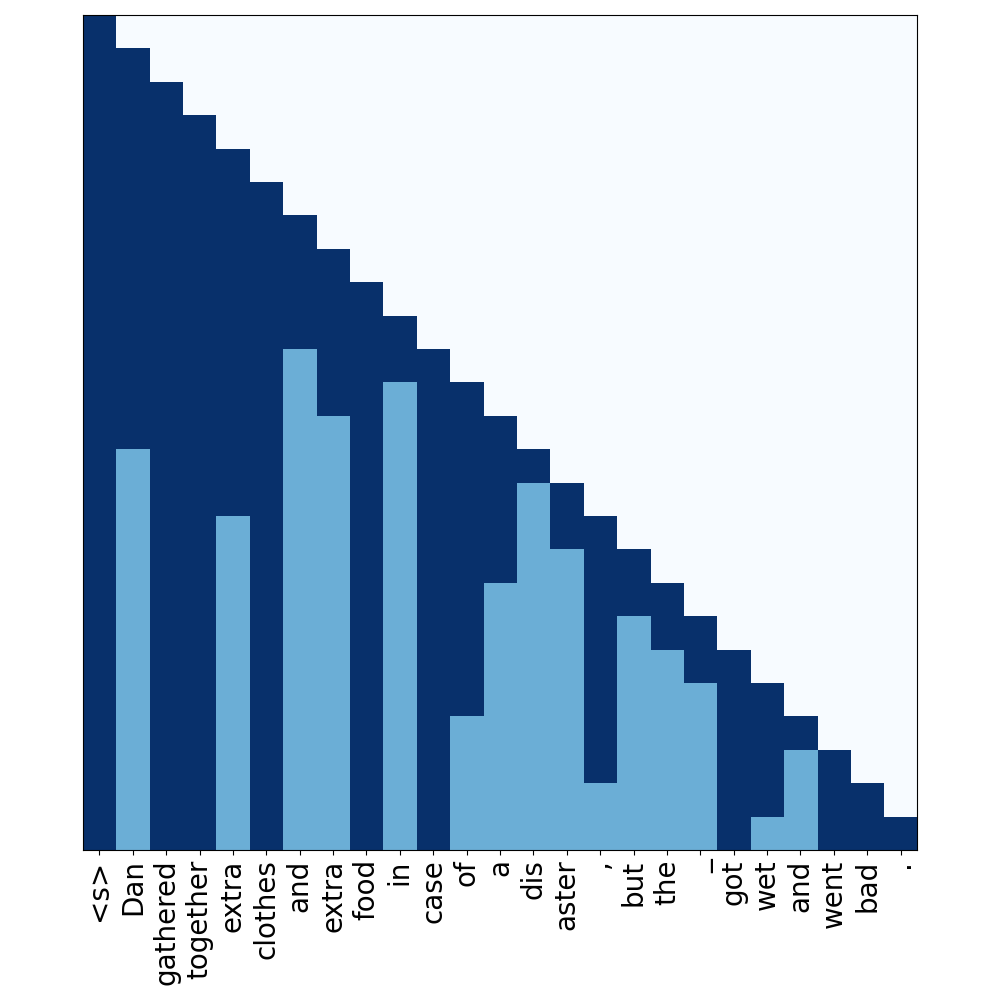 <s> Dan gathered together extra clothes and extra food in case of a dis aster , but the _ got wet and went bad .